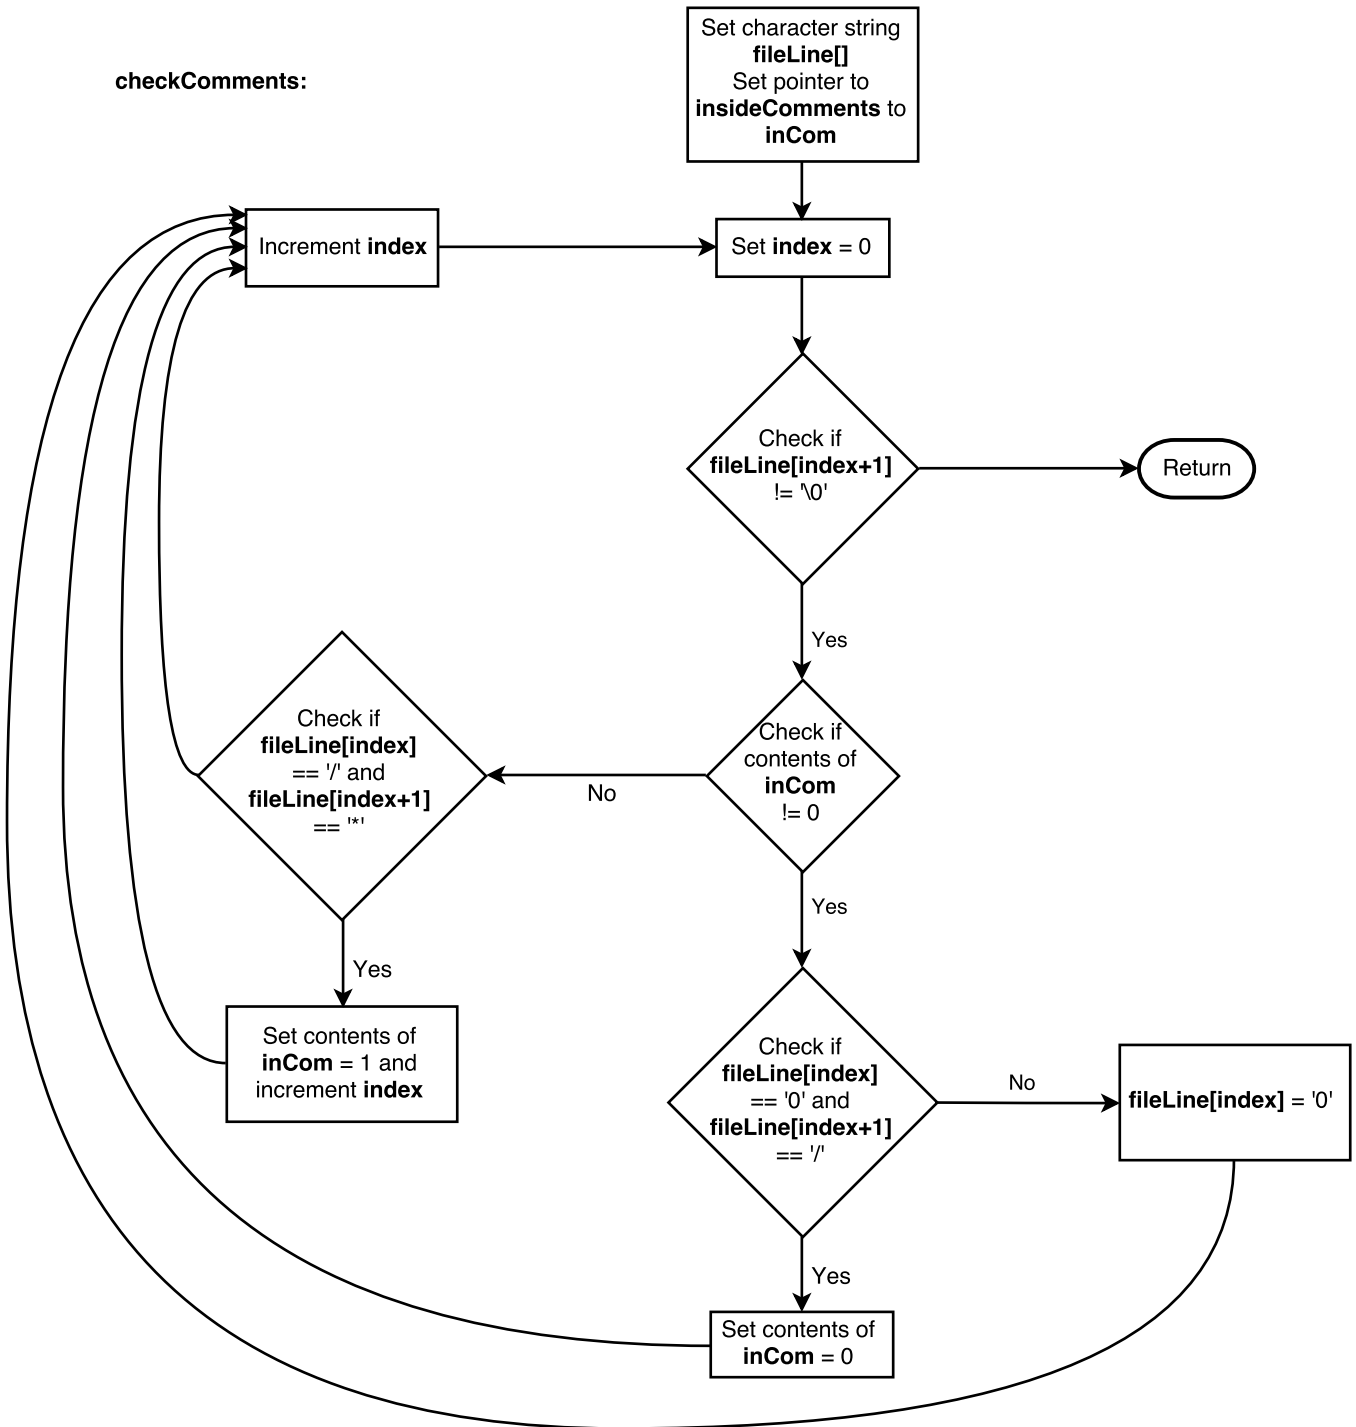 checkComments:
Set character string
fileLine[]
Set pointer to
insideComments to
inCom
Increment index
Set index = 0
Check if
fileLine[index+1]
!= '\0'
Return
Yes
Check if
contents of
inCom
!= 0
No
Check if
fileLine[index]
== '/' and
fileLine[index+1]
== '*'
Yes
Set contents of
inCom = 1 and
increment index
Yes
Check if
fileLine[index]
== '0' and
fileLine[index+1]
== '/'
No
fileLine[index] = '0'
Yes
Set contents of
inCom = 0